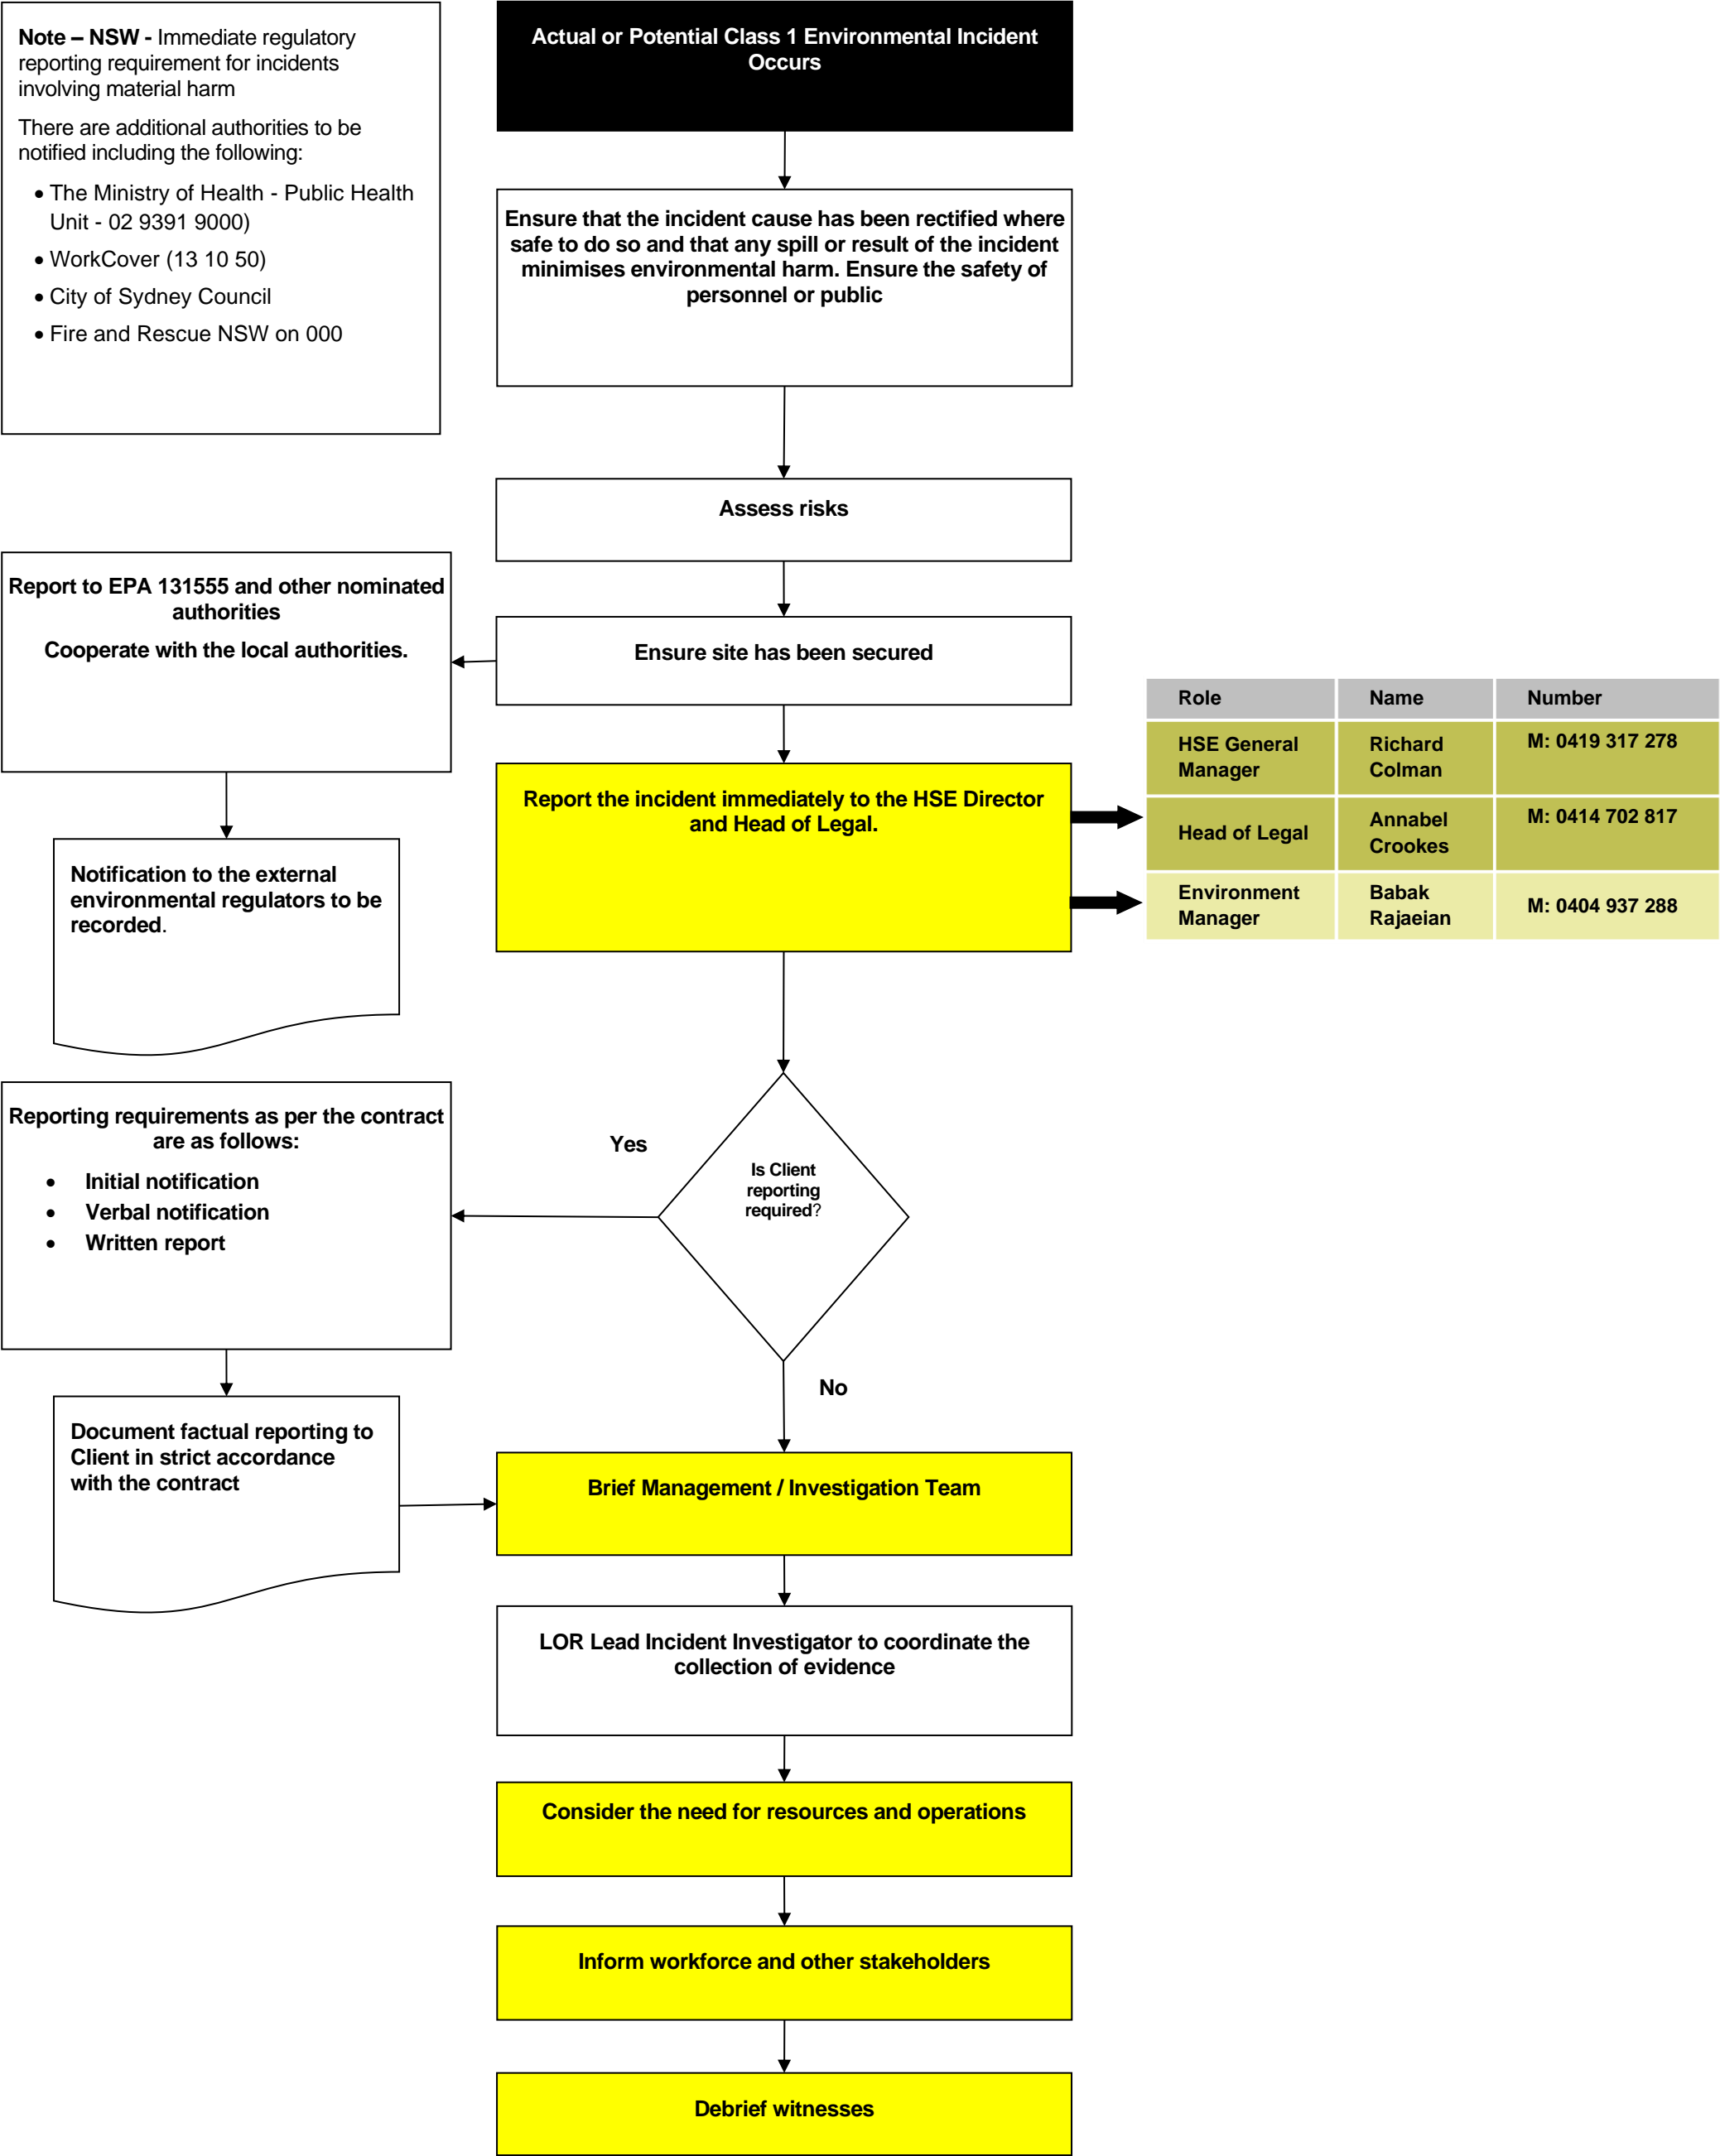 Note – NSW - Immediate regulatory
reporting requirement for incidents
involving material harm
There are additional authorities to be
notified including the following:
• The Ministry of Health - Public Health
Unit - 02 9391 9000)
• WorkCover (13 10 50)
• City of Sydney Council
• Fire and Rescue NSW on 000
Actual or Potential Class 1 Environmental Incident
Occurs
Ensure that the incident cause has been rectified where
safe to do so and that any spill or result of the incident
minimises environmental harm. Ensure the safety of
personnel or public
Assess risks
Report to EPA 131555 and other nominated
authorities
Cooperate with the local authorities.
Ensure site has been secured
Notification to the external
environmental regulators to be
recorded.
Report the incident immediately to the HSE Director
and Head of Legal.
Role Name Number
HSE General
Manager
Richard
Colman
M: 0419 317 278
Head of Legal
Annabel
Crookes
M: 0414 702 817
Environment
Manager
Babak
Rajaeian
M: 0404 937 288
Is Client
reporting
required?
Yes
Reporting requirements as per the contract
are as follows:
• Initial notification
• Verbal notification
• Written report
No
Document factual reporting to
Client in strict accordance
with the contract
Brief Management / Investigation Team
LOR Lead Incident Investigator to coordinate the
collection of evidence
Consider the need for resources and operations
Inform workforce and other stakeholders
Debrief witnesses